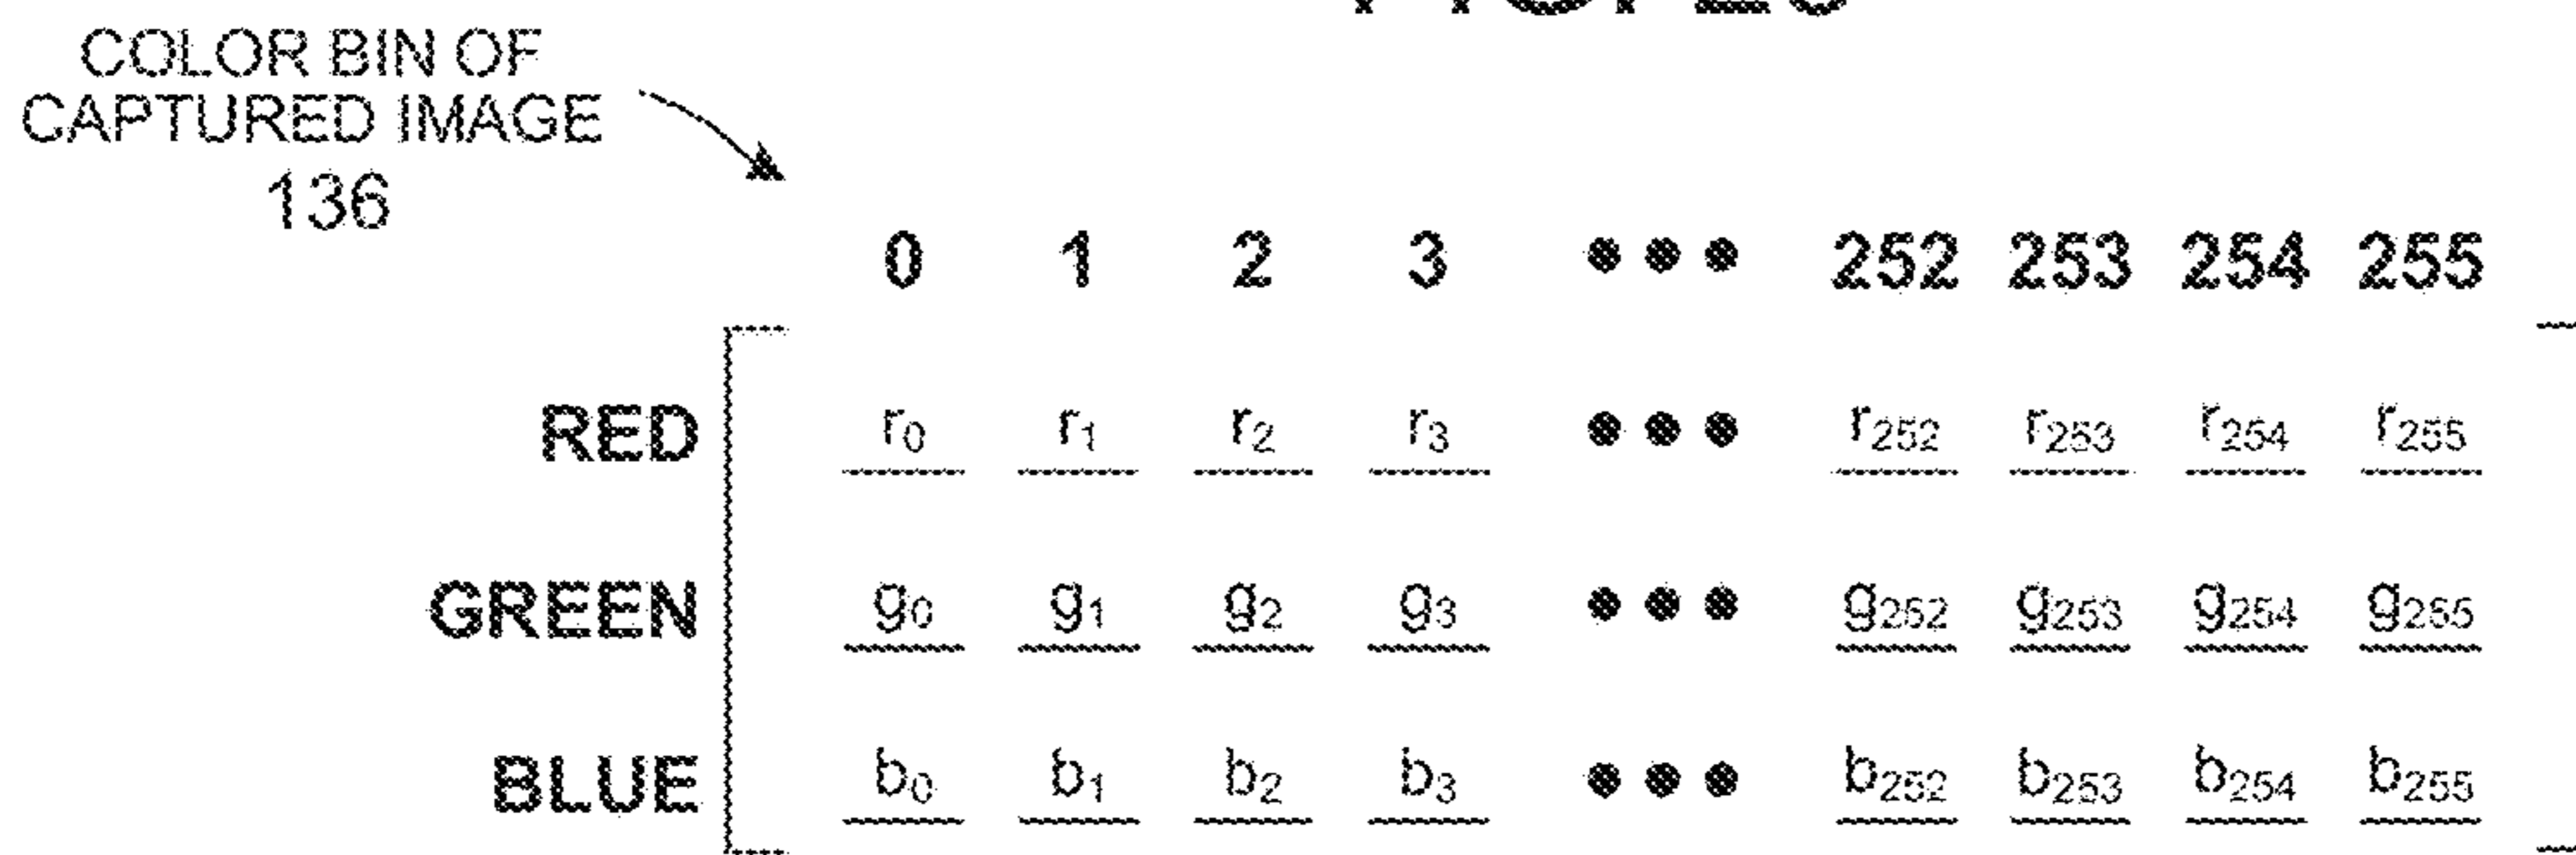 COLOR BIN OF
CAPTURED IMAGE
136
0 1 2 3 ••• 252 253 254 255
RED r₀ r₁ r₂ r₃ ••• r₂₅₂ r₂₅₃ r₂₅₄ r₂₅₅
GREEN g₀ g₁ g₂ g₃ ••• g₂₅₂ g₂₅₃ g₂₅₄ g₂₅₅
BLUE b₀ b₁ b₂ b₃ ••• b₂₅₂ b₂₅₃ b₂₅₄ b₂₅₅